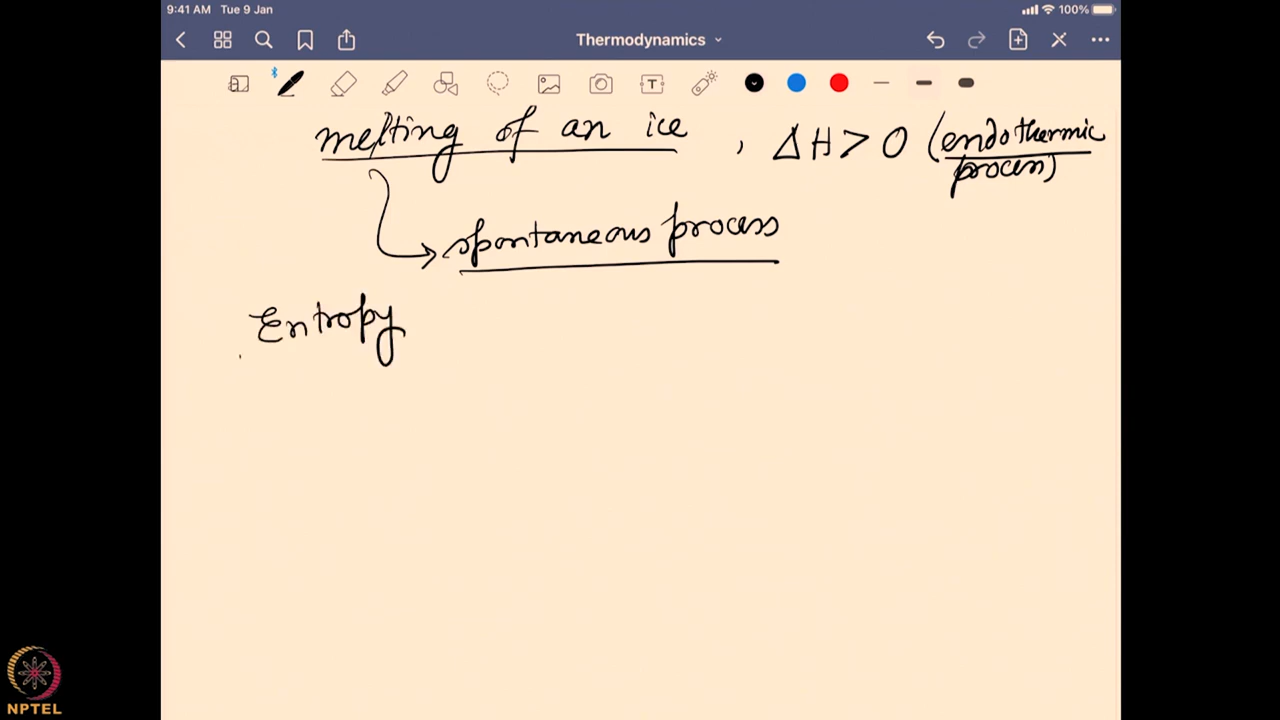 9:41 AM Tue 9 Jan
100%
Thermodynamics
T
melting of an ice , ΔH > 0 (endothermic
process)
spontaneous process
Entropy
NPTEL